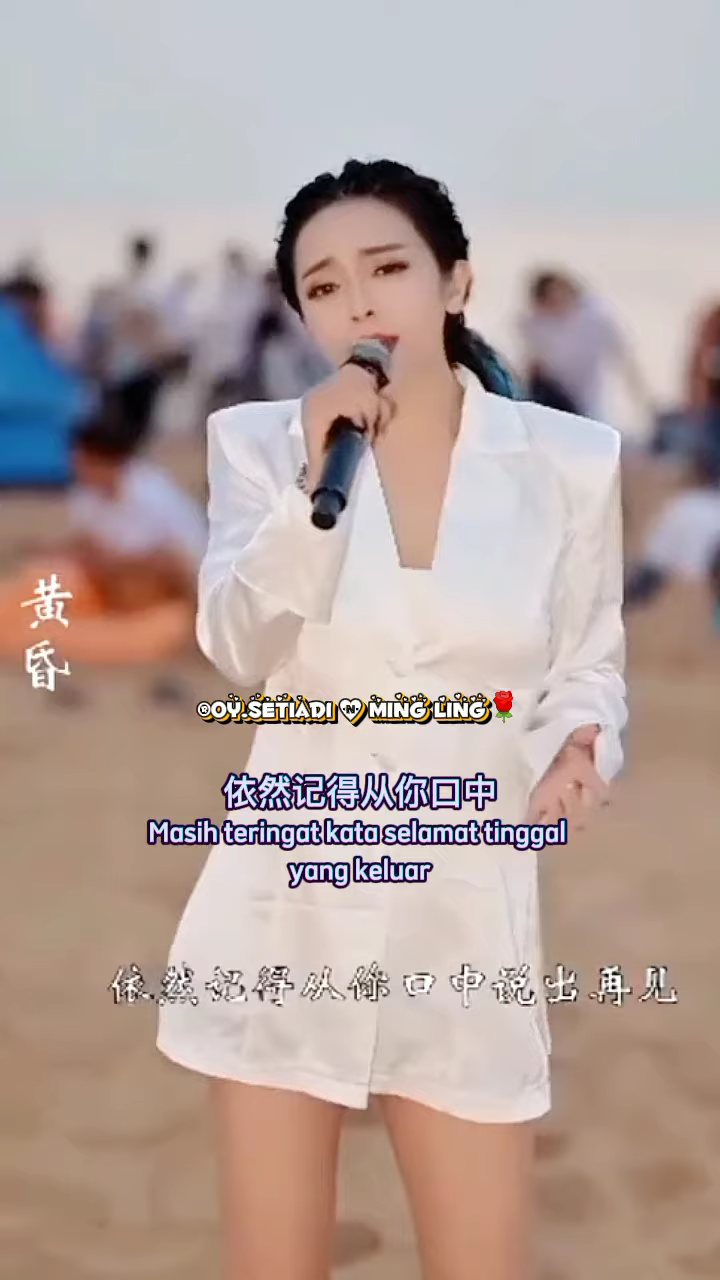 黄昏
®OY.SETIADI N MING LING🌹
依然记得从你口中
Masih teringat kata selamat tinggal
yang keluar
依然记得从你口中说出再见